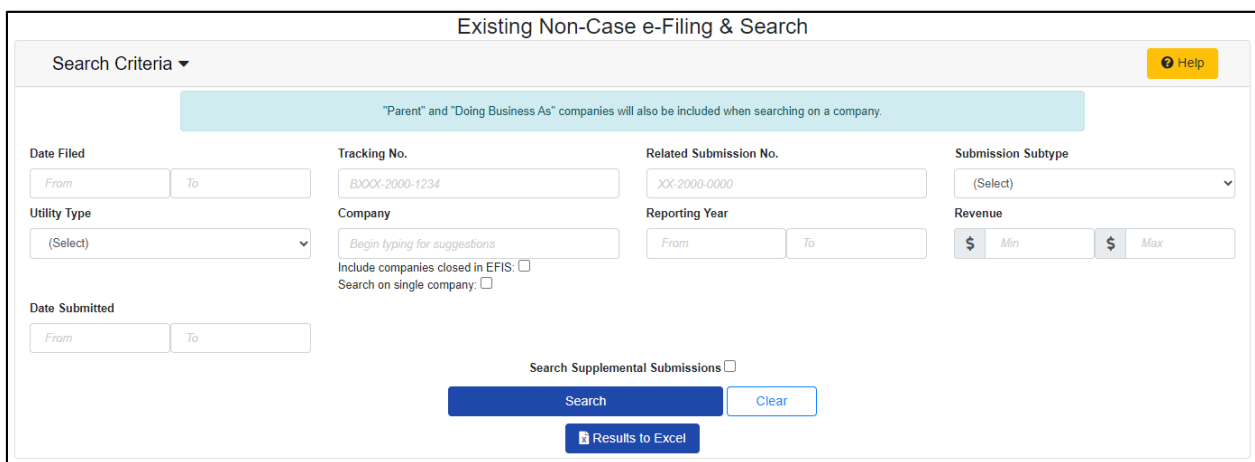 Existing Non-Case e-Filing & Search
Search Criteria
Help
"Parent" and "Doing Business As" companies will also be included when searching on a company.
Date Filed
Tracking No.
Related Submission No.
Submission Subtype
From
To
BXXX-2000-1234
XX-2000-0000
(Select)
Utility Type
Company
Reporting Year
Revenue
(Select)
Begin typing for suggestions
From
To
$
Min
$
Max
Include companies closed in EFIS:
Search on single company:
Date Submitted
From
To
Search Supplemental Submissions
Search
Clear
Results to Excel